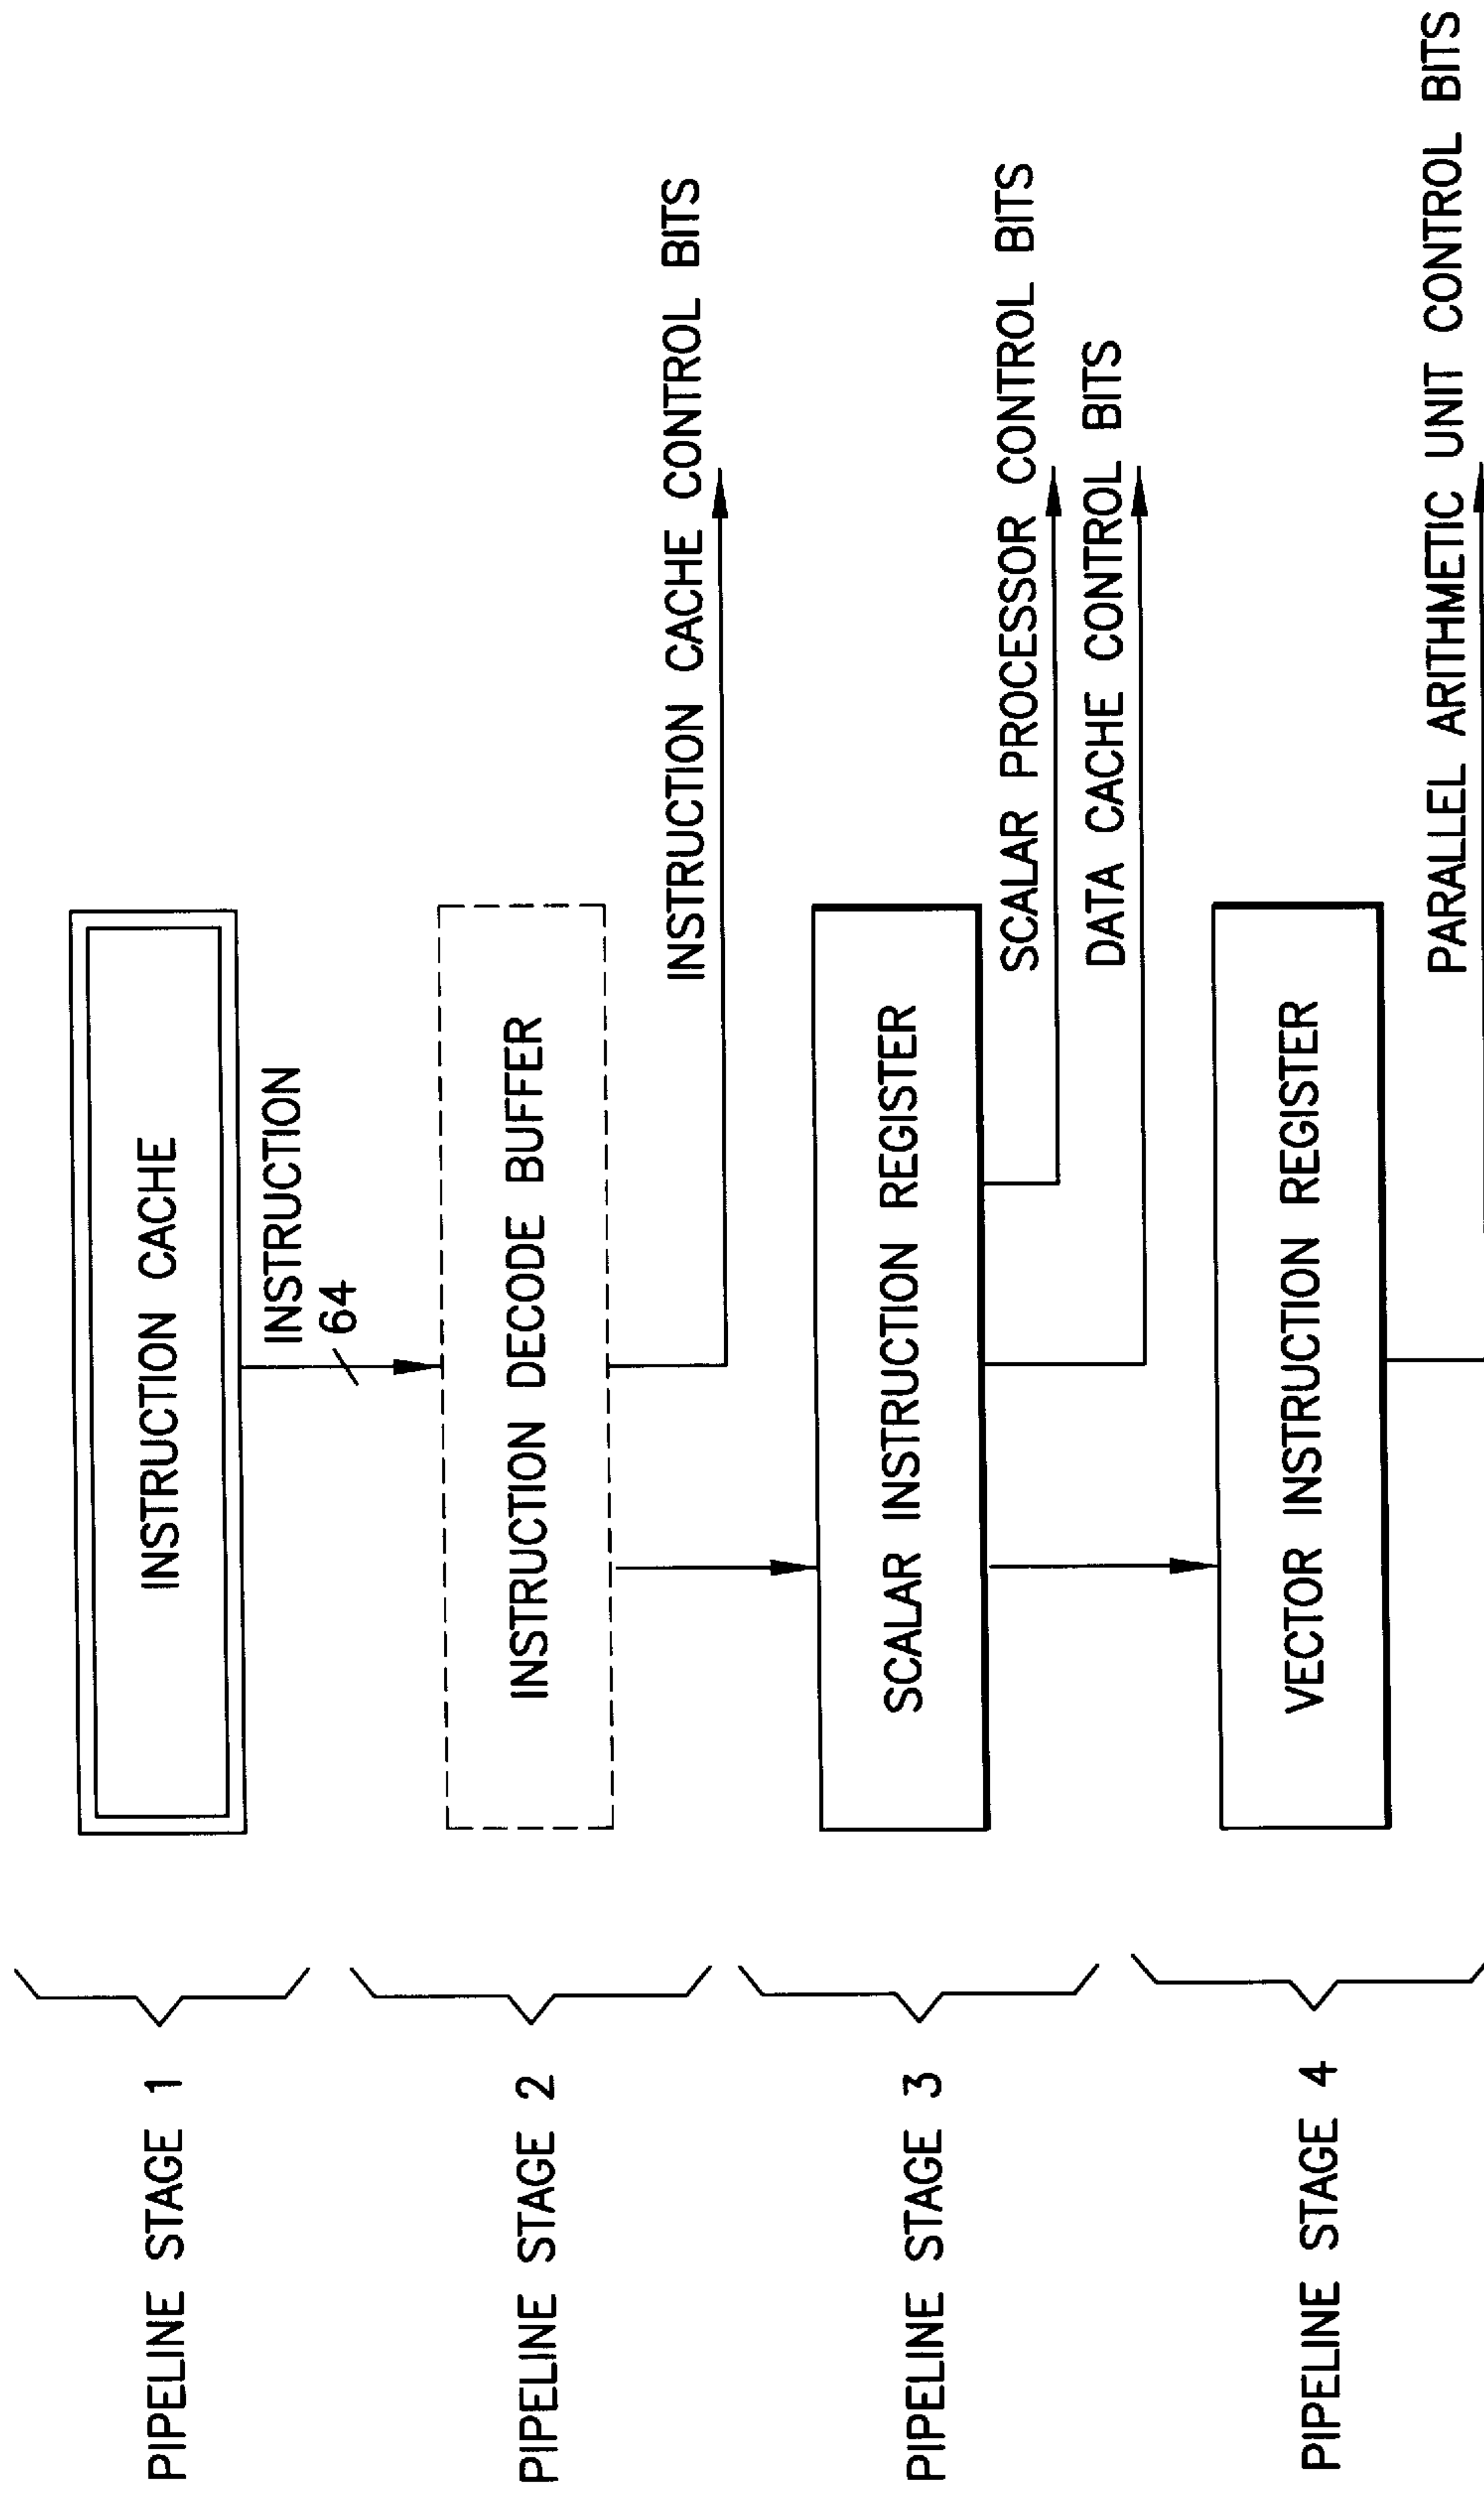 PIPELINE STAGE 1
INSTRUCTION CACHE
INSTRUCTION
64
PIPELINE STAGE 2
INSTRUCTION DECODE BUFFER
INSTRUCTION CACHE CONTROL BITS
PIPELINE STAGE 3
SCALAR INSTRUCTION REGISTER
SCALAR PROCESSOR CONTROL BITS
DATA CACHE CONTROL BITS
PIPELINE STAGE 4
VECTOR INSTRUCTION REGISTER
PARALLEL ARITHMETIC UNIT CONTROL BITS